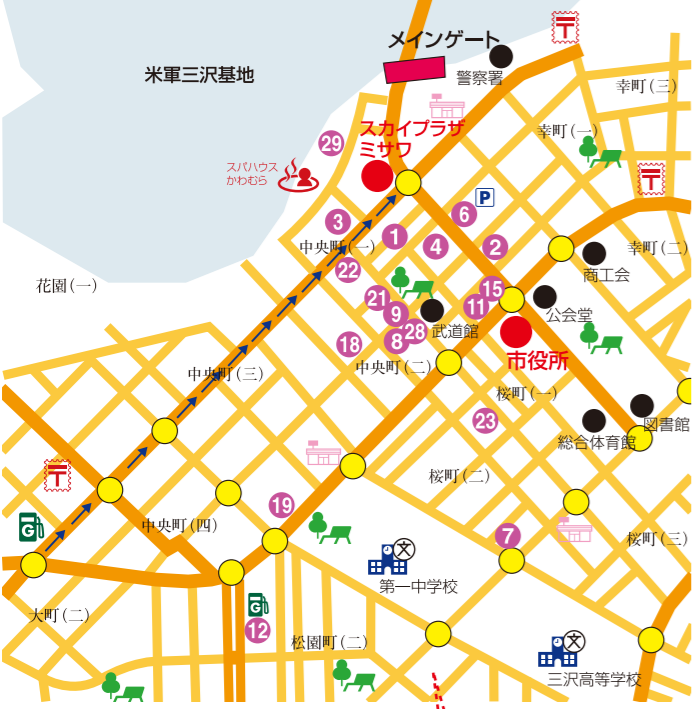 メインゲート
米軍三沢基地
警察署
幸町(三)
スカイプラザ
ミサワ
幸町(一)
29
スパハウス
かわむら
P
6
3
1
中央町(一)
4
2
幸町(二)
商工会
22
花園(一)
21
15
11
公会堂
9
28
武道館
8
18
市役所
中央町(二)
中央町(三)
桜町(一)
23
図書館
総合体育館
桜町(二)
〒
〒
〒
19
中央町(四)
G
7
桜町(三)
文
第一中学校
G
大町(二)
12
松園町(二)
文
三沢高等学校